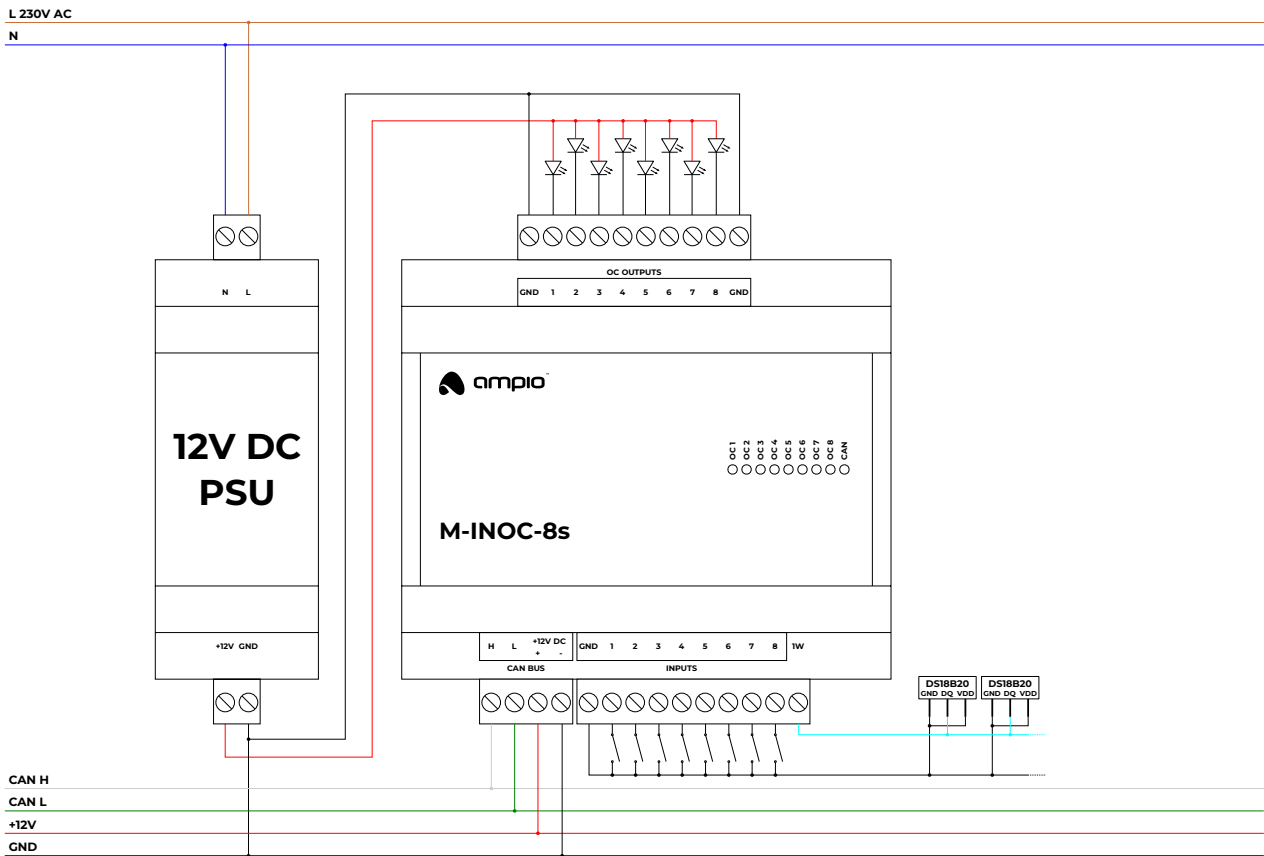 L 230V AC
N
OC OUTPUTS
N L
GND 1 2 3 4 5 6 7 8 GND
ampio™
12V DC
PSU
OC 1
OC 2
OC 3
OC 4
OC 5
OC 6
OC 7
OC 8
CAN
M-INOC-8s
+12V GND
H L +12V DC
+ -
GND 1 2 3 4 5 6 7 8 1W
CAN BUS
INPUTS
DS18B20
GND DQ VDD
DS18B20
GND DQ VDD
CAN H
CAN L
+12V
GND